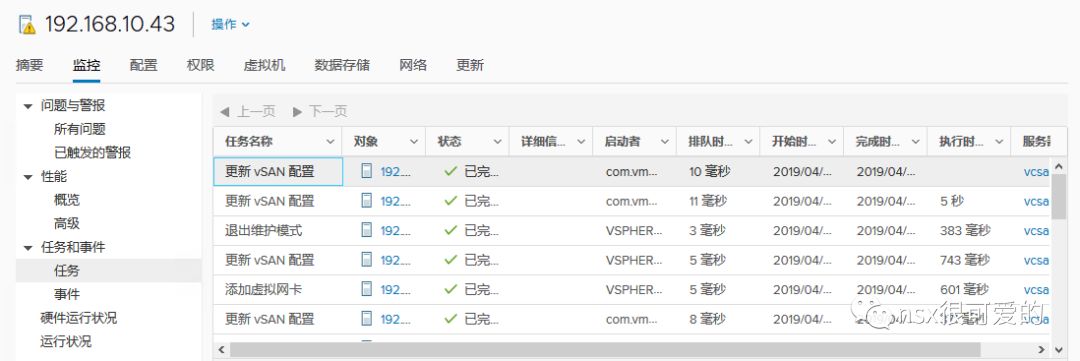 192.168.10.43 操作
摘要 监控 配置 权限 虚拟机 数据存储 网络 更新
问题与警报
所有问题
已触发的警报
性能
概览
高级
任务和事件
任务
事件
硬件运行状况
运行状况
上一页 下一页
任务名称 对象 状态 详细信... 启动者 排队时... 开始时... 完成时... 执行时... 服务器
更新 vSAN 配置 192.... 已完... com.vm... 10 毫秒 2019/04/... 2019/04/... vcsa
更新 vSAN 配置 192.... 已完... com.vm... 11 毫秒 2019/04/... 2019/04/... 5 秒 vcsa
退出维护模式 192.... 已完... VSPHER... 3 毫秒 2019/04/... 2019/04/... 383 毫秒 vcsa
更新 vSAN 配置 192.... 已完... VSPHER... 5 毫秒 2019/04/... 2019/04/... 743 毫秒 vcsa
添加虚拟网卡 192.... 已完... VSPHER... 5 毫秒 2019/04/... 2019/04/... 601 毫秒 vcsa
更新 vSAN 配置 192.... 已完... com.vm... 8 毫秒 2019/04/... 2019/04/...
nsx很可爱的